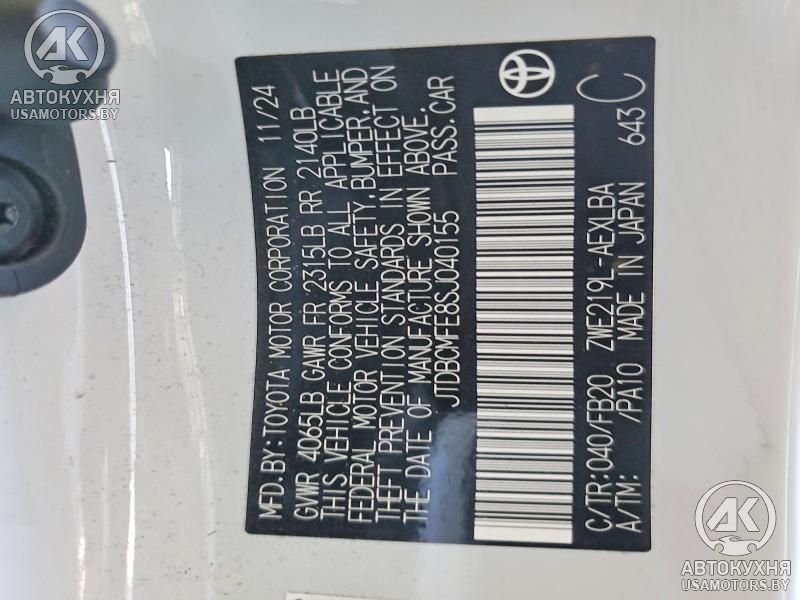 AK
АВТОКУХНЯ
USAMOTORS.BY
MFD.BY:TOYOTA MOTOR CORPORATION 11/24
GVWR 4065LB GAWR FR 2315LB RR 2140LB
THIS VEHICLE CONFORMS TO ALL APPLICABLE
FEDERAL MOTOR VEHICLE SAFETY,BUMPER,AND
THEFT PREVENTION STANDARDS IN EFFECT ON
THE DATE OF MANUFACTURE SHOWN ABOVE.
JTDBCMFE8SJ040155 PASS.CAR
C/TR:040/FB20 ZWE219L-AEXLBA
A/TM: /PA10 MADE IN JAPAN 643 C
AK
АВТОКУХНЯ
USAMOTORS.BY